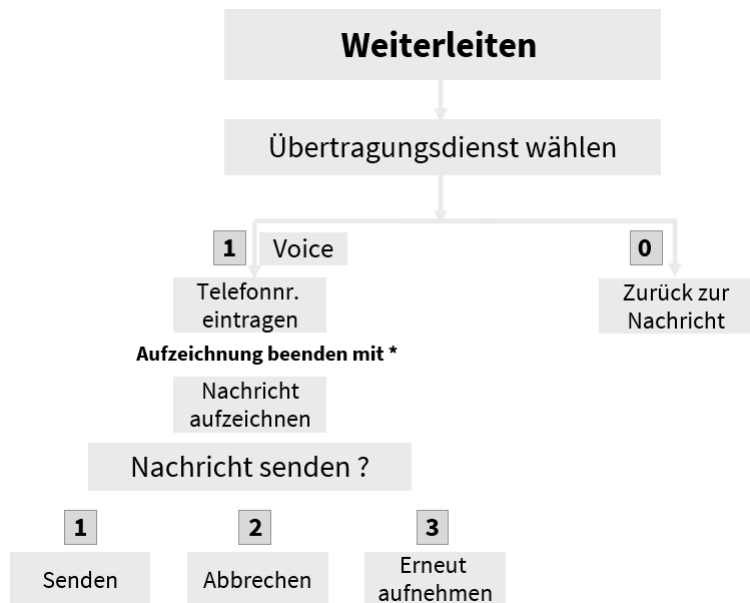 Weiterleiten
Übertragungsdienst wählen
1 Voice
0
Telefonnr.
eintragen
Zurück zur
Nachricht
Aufzeichnung beenden mit *
Nachricht
aufzeichnen
Nachricht senden ?
1
2
3
Senden
Abbrechen
Erneut
aufnehmen